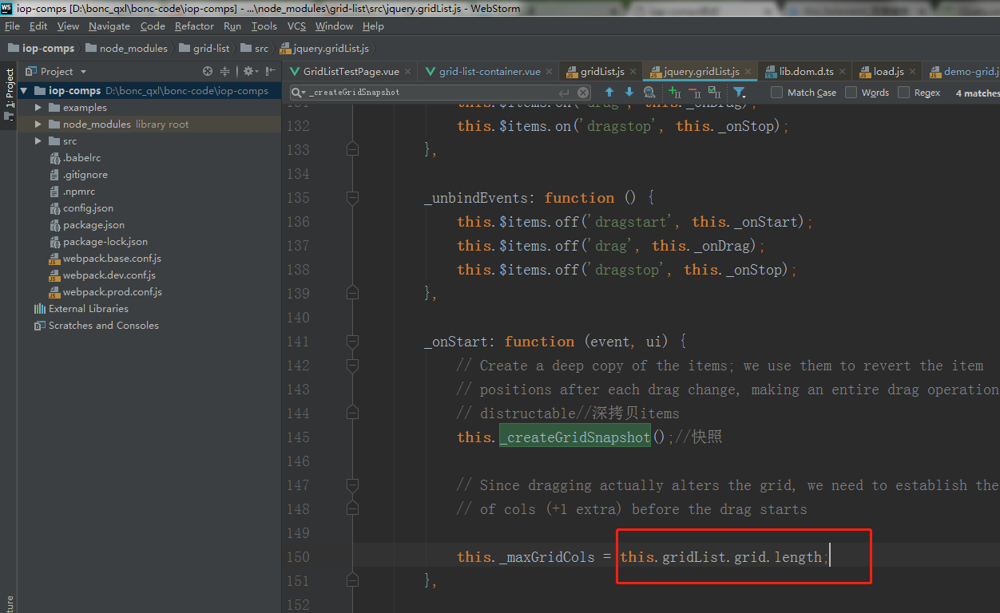 iop-comps [D:\bonc_qxl\bonc-code\iop-comps] - ...\node_modules\grid-list\src\jquery.gridList.js - WebStorm
File Edit View Navigate Code Refactor Run Tools VCS Window Help
iop-comps node_modules grid-list src jquery.gridList.js
1: Project
Project
GridListTestPage.vue grid-list-container.vue gridList.js jquery.gridList.js lib.dom.d.ts load.js demo-grid.j
_createGridSnapshot Match Case Words Regex 4 matches
iop-comps D:\bonc_qxl\bonc-code\iop-comps
examples
node_modules library root
src
.babelrc
.gitignore
.npmrc
config.json
package.json
package-lock.json
webpack.base.conf.js
webpack.dev.conf.js
webpack.prod.conf.js
External Libraries
Scratches and Consoles
131 this.$items.on('drag', this._onDrag);
132 this.$items.on('dragstop', this._onStop);
133 },
134
135 _unbindEvents: function () {
136 this.$items.off('dragstart', this._onStart);
137 this.$items.off('drag', this._onDrag);
138 this.$items.off('dragstop', this._onStop);
139 },
140
141 _onStart: function (event, ui) {
142 // Create a deep copy of the items; we use them to revert the item
143 // positions after each drag change, making an entire drag operation
144 // distructable//深拷贝items
145 this._createGridSnapshot();//快照
146
147 // Since dragging actually alters the grid, we need to establish the
148 // of cols (+1 extra) before the drag starts
149
150 this._maxGridCols = this.gridList.grid.length;
151 },
152